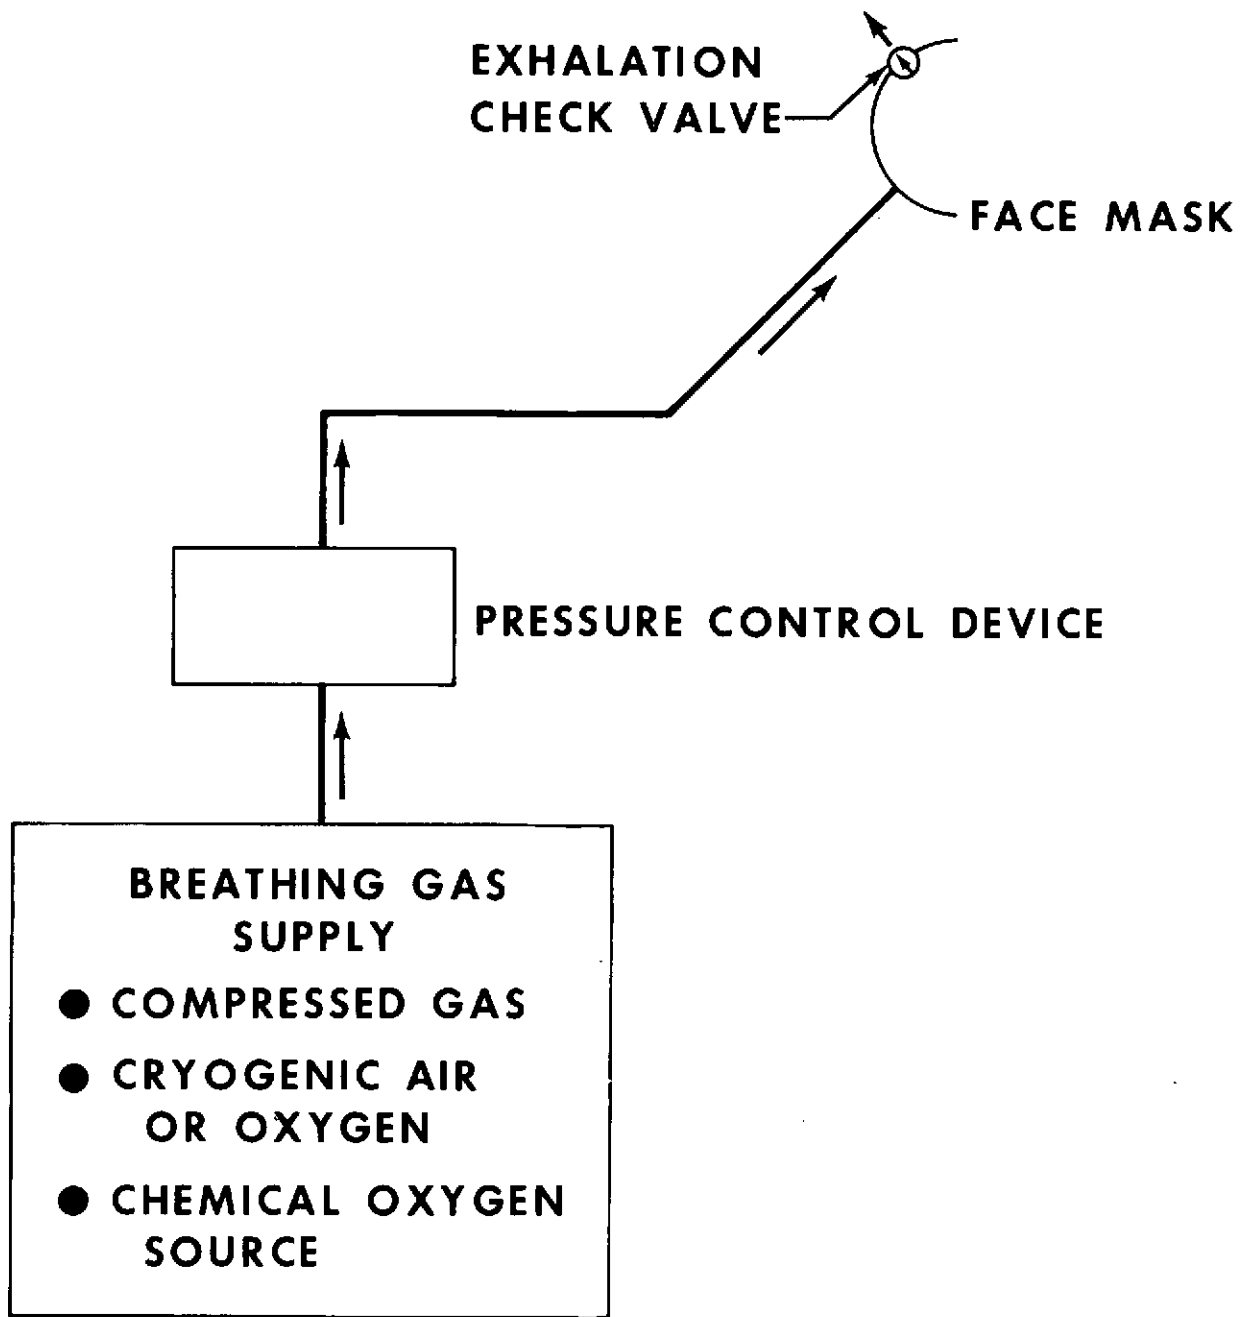 EXHALATION
CHECK VALVE
FACE MASK
PRESSURE CONTROL DEVICE
BREATHING GAS
SUPPLY
● COMPRESSED GAS
● CRYOGENIC AIR
OR OXYGEN
● CHEMICAL OXYGEN
SOURCE